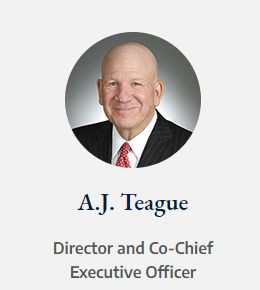 A.J. Teague
Director and Co-Chief
Executive Officer